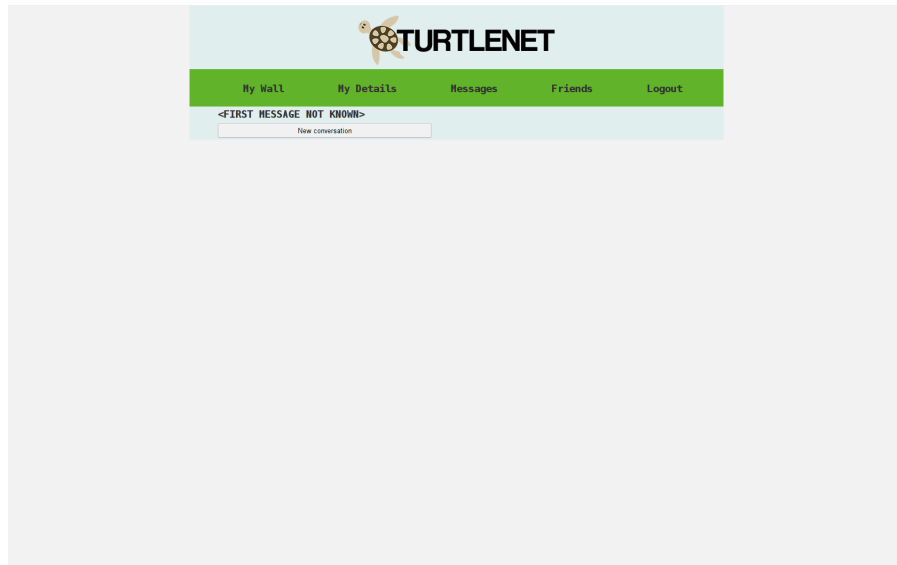 TURTLENET
My Wall My Details Messages Friends Logout
<FIRST MESSAGE NOT KNOWN>
New conversation